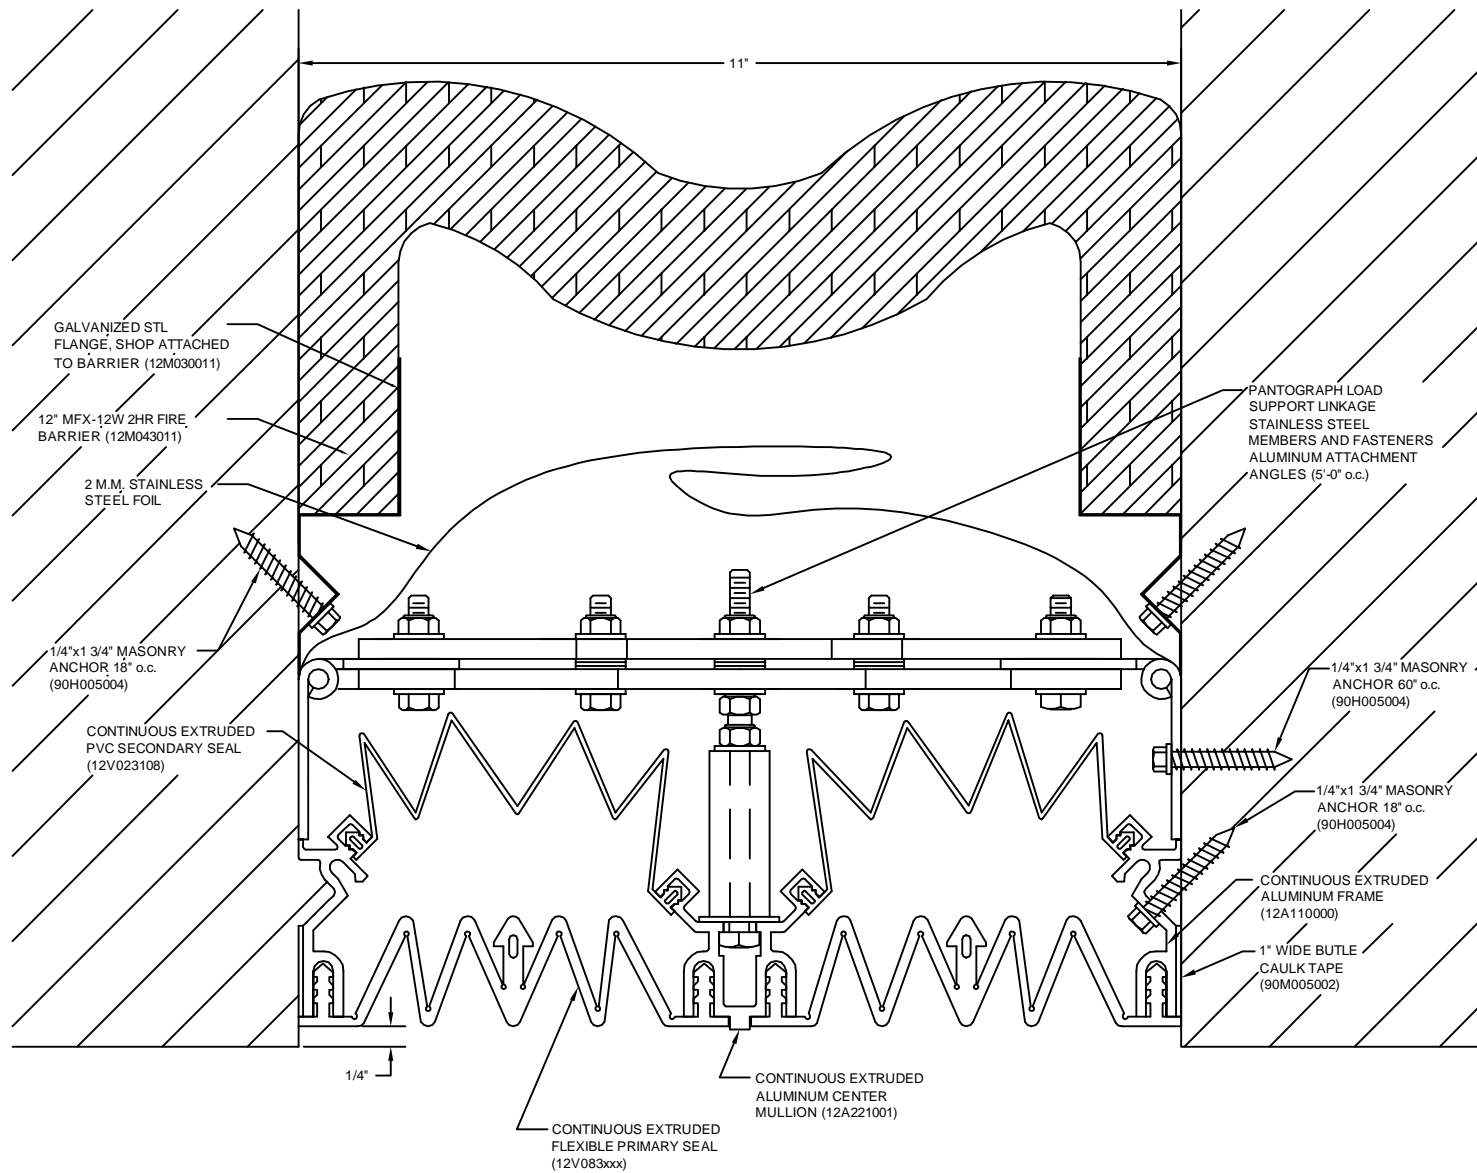 11"
GALVANIZED STL
FLANGE, SHOP ATTACHED
TO BARRIER (12M030011)
12" MFX-12W 2HR FIRE
BARRIER (12M043011)
2 M.M. STAINLESS
STEEL FOIL
1/4"x1 3/4" MASONRY
ANCHOR 18" o.c.
(90H005004)
CONTINUOUS EXTRUDED
PVC SECONDARY SEAL
(12V023108)
PANTOGRAPH LOAD
SUPPORT LINKAGE
STAINLESS STEEL
MEMBERS AND FASTENERS
ALUMINUM ATTACHMENT
ANGLES (5'-0" o.c.)
1/4"x1 3/4" MASONRY
ANCHOR 60" o.c.
(90H005004)
1/4"x1 3/4" MASONRY
ANCHOR 18" o.c.
(90H005004)
CONTINUOUS EXTRUDED
ALUMINUM FRAME
(12A110000)
1" WIDE BUTLE
CAULK TAPE
(90M005002)
1/4"
CONTINUOUS EXTRUDED
ALUMINUM CENTER
MULLION (12A221001)
CONTINUOUS EXTRUDED
FLEXIBLE PRIMARY SEAL
(12V083xxx)